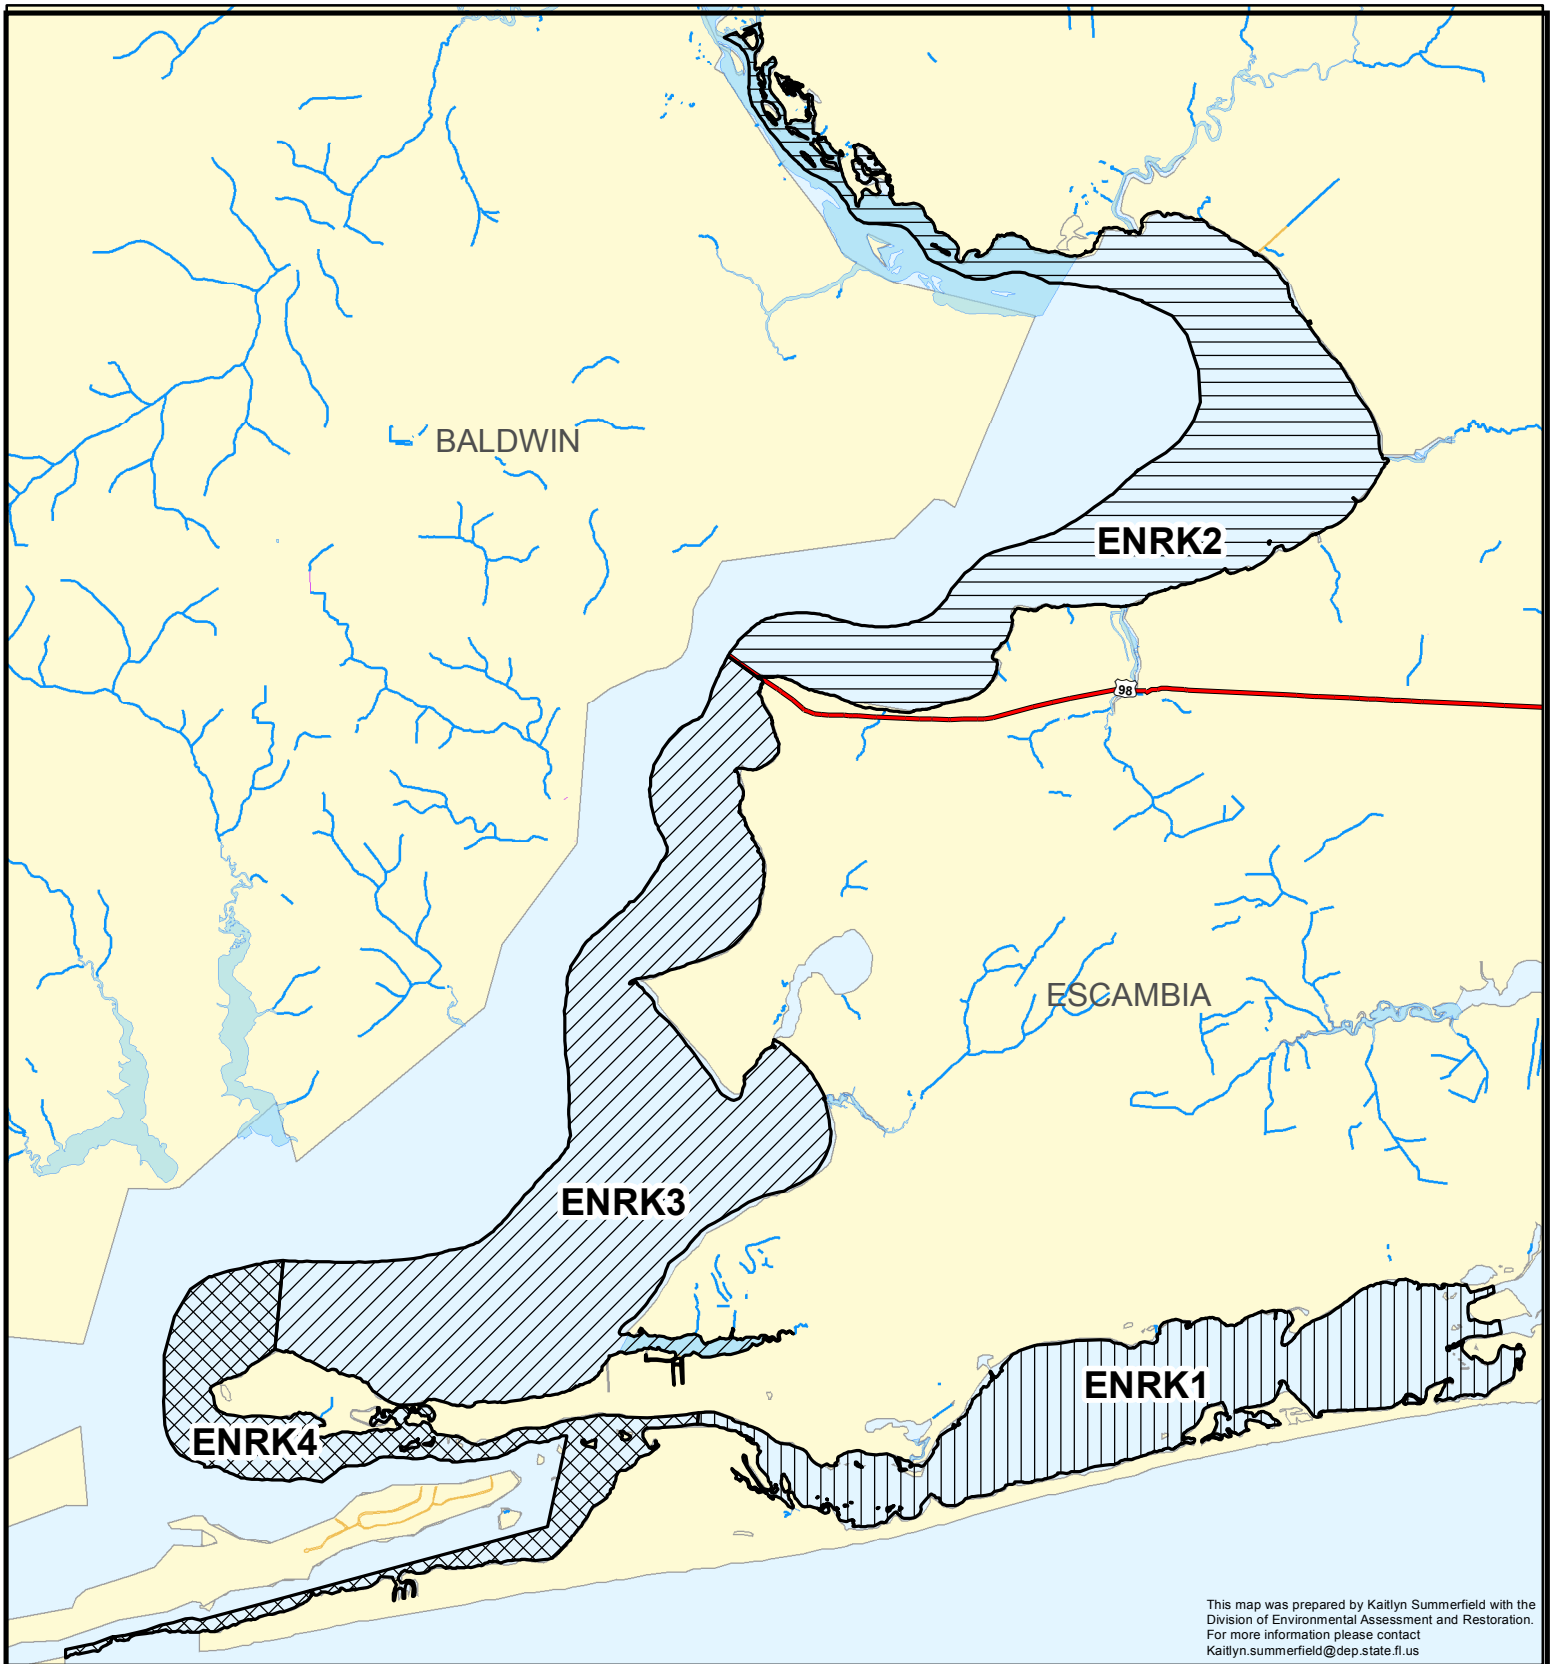 BALDWIN
ENRK2
98
ESCAMBIA
ENRK3
ENRK1
ENRK4
This map was prepared by Kaitlyn Summerfield with the
Division of Environmental Assessment and Restoration.
For more information please contact
Kaitlyn.summerfield@dep.state.fl.us